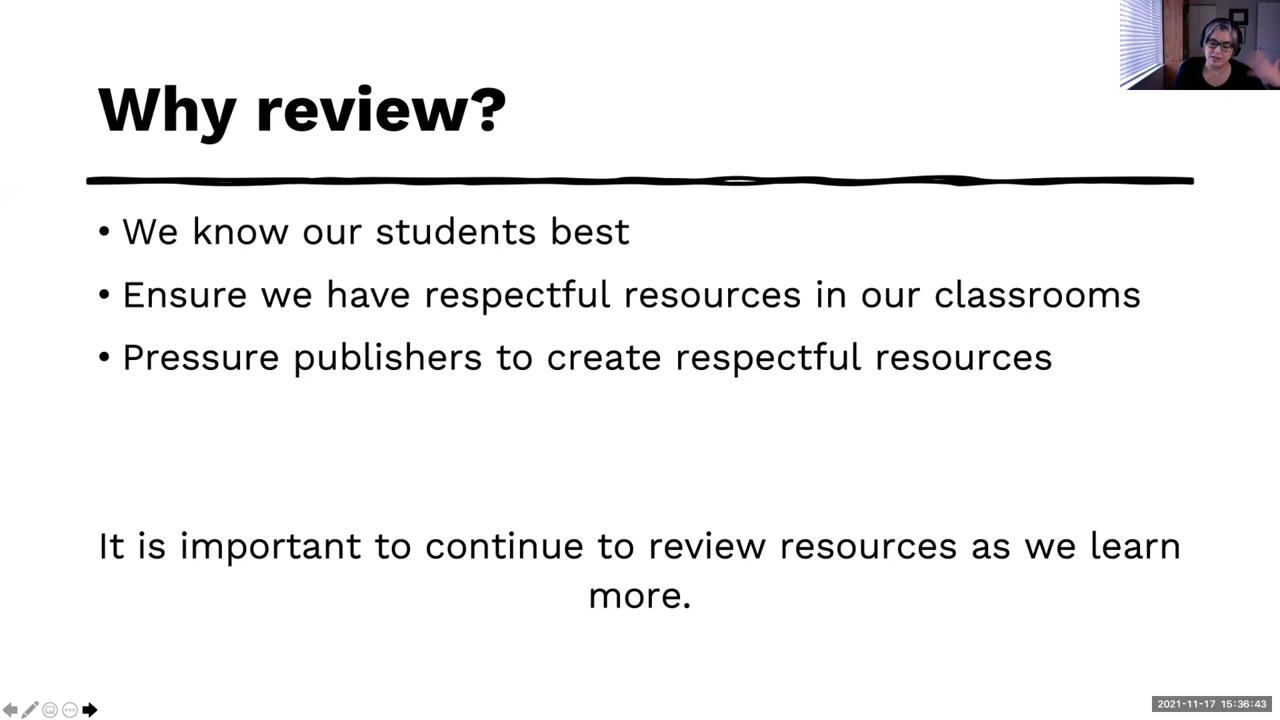 Why review?
• We know our students best
• Ensure we have respectful resources in our classrooms
• Pressure publishers to create respectful resources
It is important to continue to review resources as we learn
more.
2021-11-17 15:36:43